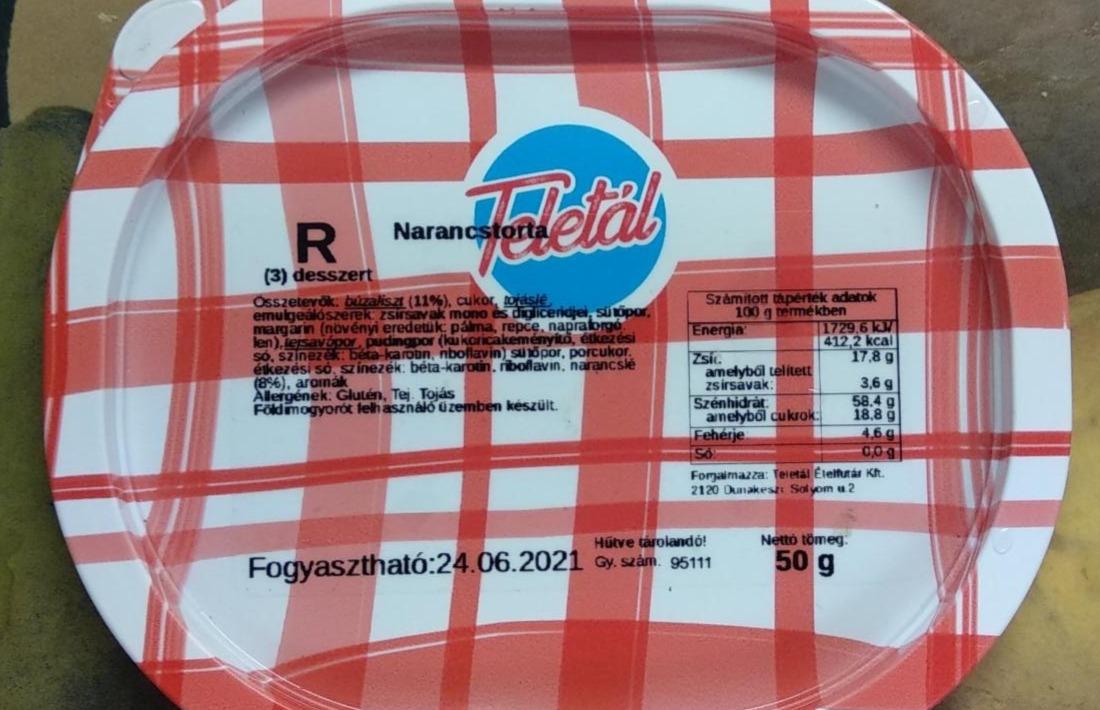 Teletál
R
Narancstorta
(3) desszert
Összetevők: búzaliszt (11%), cukor, tojáslé,
emulgeálószerek: zsírsavak mono és digliceridjei, sütőpor,
margarin (növényi eredetük: pálma, repce, napraforgó
len), tejsavópor, pudingpor (kukoricakeményítő, étkezési
só, színezék: béta-karotin, riboflavin) sütőpor, porcukor,
étkezési só, színezék: béta-karotin, riboflavin, narancslé
(8%), aromák
Allergének: Glutén, Tej, Tojás
Földimogyorót felhasználó üzemben készült.
Számított tápérték adatok
100 g termékben
Energia: 1729,6 kJ/
412,2 kcal
Zsír: 17,8 g
amelyből telített
zsírsavak: 3,6 g
Szénhidrát: 58,4 g
amelyből cukrok: 18,8 g
Fehérje 4,6 g
Só 0,0 g
Forgalmazza: Teletál Ételfutár Kft.
2120 Dunakeszi Sólyom u.2
Fogyasztható:24.06.2021
Hűtve tárolandó!
Gy. szám. 95111
Nettó tömeg:
50 g